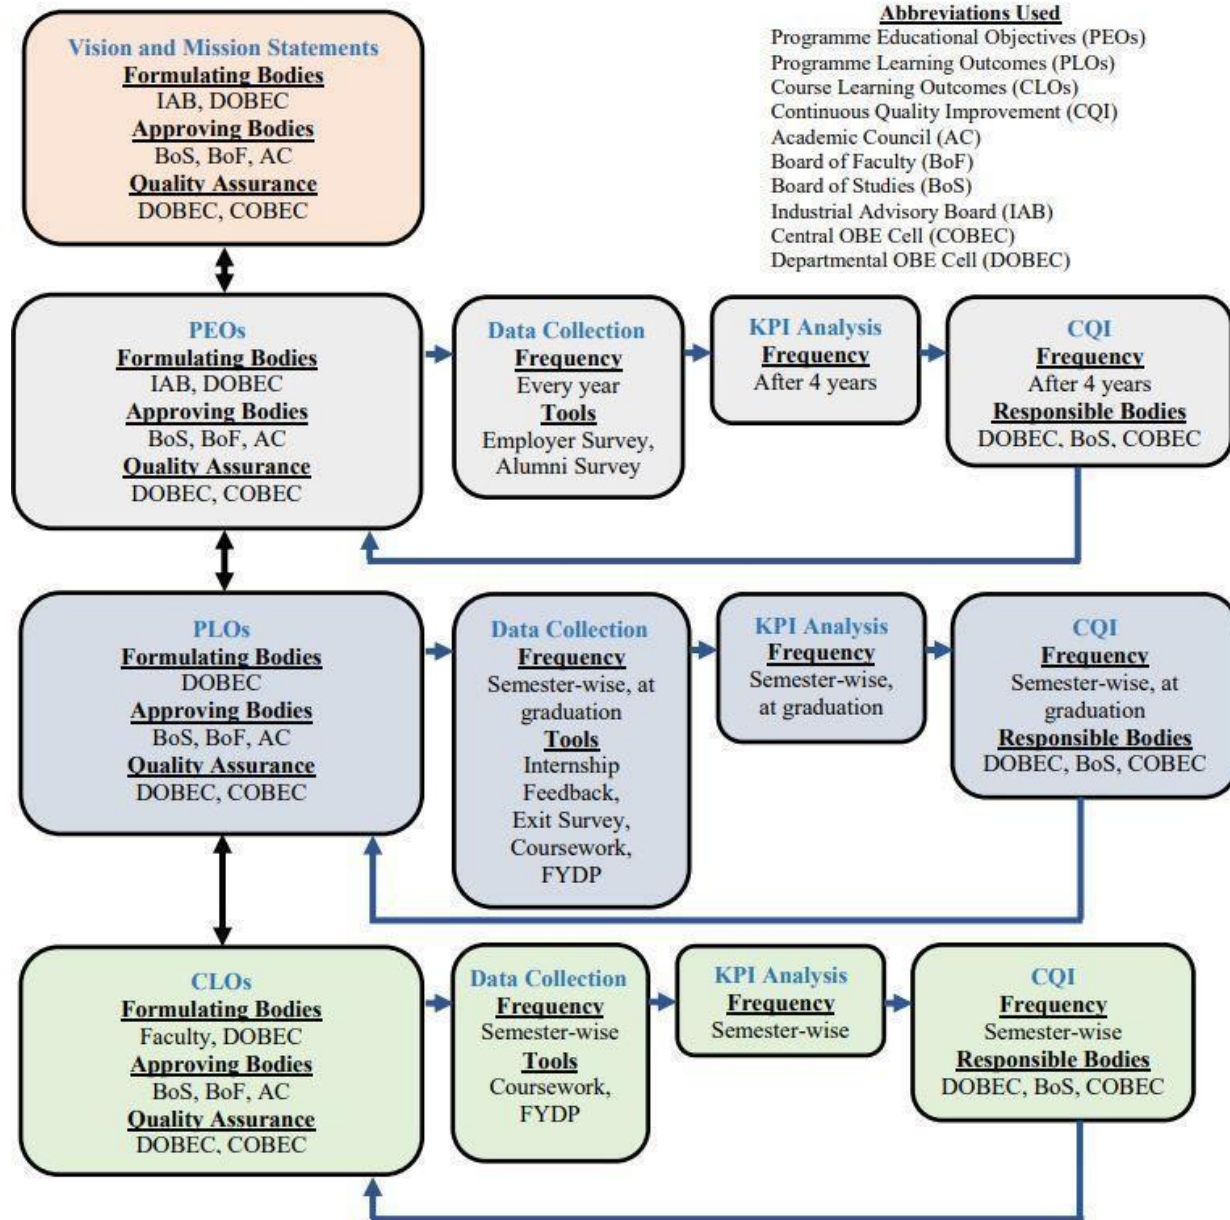 Vision and Mission Statements
Formulating Bodies
IAB, DOBEC
Approving Bodies
BoS, BoF, AC
Quality Assurance
DOBEC, COBEC
Abbreviations Used
Programme Educational Objectives (PEOs)
Programme Learning Outcomes (PLOs)
Course Learning Outcomes (CLOs)
Continuous Quality Improvement (CQI)
Academic Council (AC)
Board of Faculty (BoF)
Board of Studies (BoS)
Industrial Advisory Board (IAB)
Central OBE Cell (COBEC)
Departmental OBE Cell (DOBEC)
PEOs
Formulating Bodies
IAB, DOBEC
Approving Bodies
BoS, BoF, AC
Quality Assurance
DOBEC, COBEC
Data Collection
Frequency
Every year
Tools
Employer Survey,
Alumni Survey
KPI Analysis
Frequency
After 4 years
CQI
Frequency
After 4 years
Responsible Bodies
DOBEC, BoS, COBEC
PLOs
Formulating Bodies
DOBEC
Approving Bodies
BoS, BoF, AC
Quality Assurance
DOBEC, COBEC
Data Collection
Frequency
Semester-wise, at
graduation
Tools
Internship
Feedback,
Exit Survey,
Coursework,
FYDP
KPI Analysis
Frequency
Semester-wise,
at graduation
CQI
Frequency
Semester-wise, at
graduation
Responsible Bodies
DOBEC, BoS, COBEC
CLOs
Formulating Bodies
Faculty, DOBEC
Approving Bodies
BoS, BoF, AC
Quality Assurance
DOBEC, COBEC
Data Collection
Frequency
Semester-wise
Tools
Coursework,
FYDP
KPI Analysis
Frequency
Semester-wise
CQI
Frequency
Semester-wise
Responsible Bodies
DOBEC, BoS, COBEC